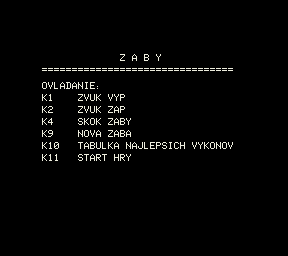 Z A B Y
================================
OVLADANIE:
K1 ZVUK VYP
K2 ZVUK ZAP
K4 SKOK ZABY
K9 NOVA ZABA
K10 TABULKA NAJLEPSICH VYKONOV
K11 START HRY